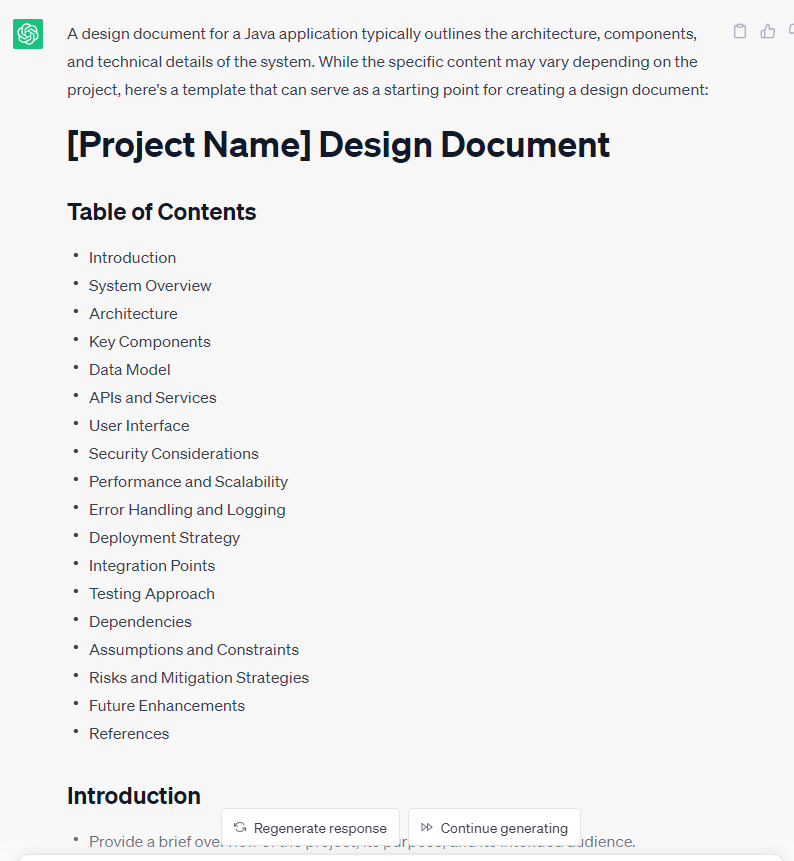 A design document for a Java application typically outlines the architecture, components,
and technical details of the system. While the specific content may vary depending on the
project, here's a template that can serve as a starting point for creating a design document:
[Project Name] Design Document
Table of Contents
• Introduction
• System Overview
• Architecture
• Key Components
• Data Model
• APIs and Services
• User Interface
• Security Considerations
• Performance and Scalability
• Error Handling and Logging
• Deployment Strategy
• Integration Points
• Testing Approach
• Dependencies
• Assumptions and Constraints
• Risks and Mitigation Strategies
• Future Enhancements
• References
Introduction
Regenerate response
Continue generating
• Provide a brief overview of the project, its purpose, and its intended audience.